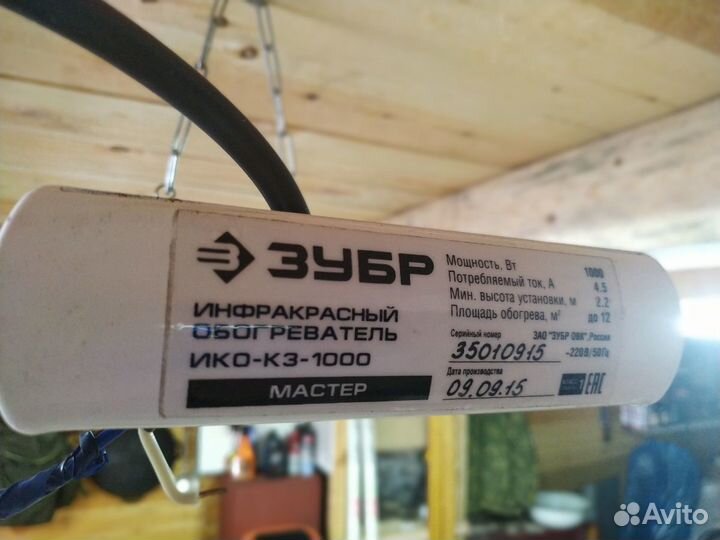 ЗУБР
ИНФРАКРАСНЫЙ
ОБОГРЕВАТЕЛЬ
ИКО-К3-1000
МАСТЕР
Мощность, Вт 1000
Потребляемый ток, А 4.5
Мин. высота установки, м 2.2
Площадь обогрева, м² до 12
Серийный номер ЗАО "ЗУБР ОВК", Россия
35010915 ~220В/50Гц
Дата производства
09.09.15 EAC
Avito